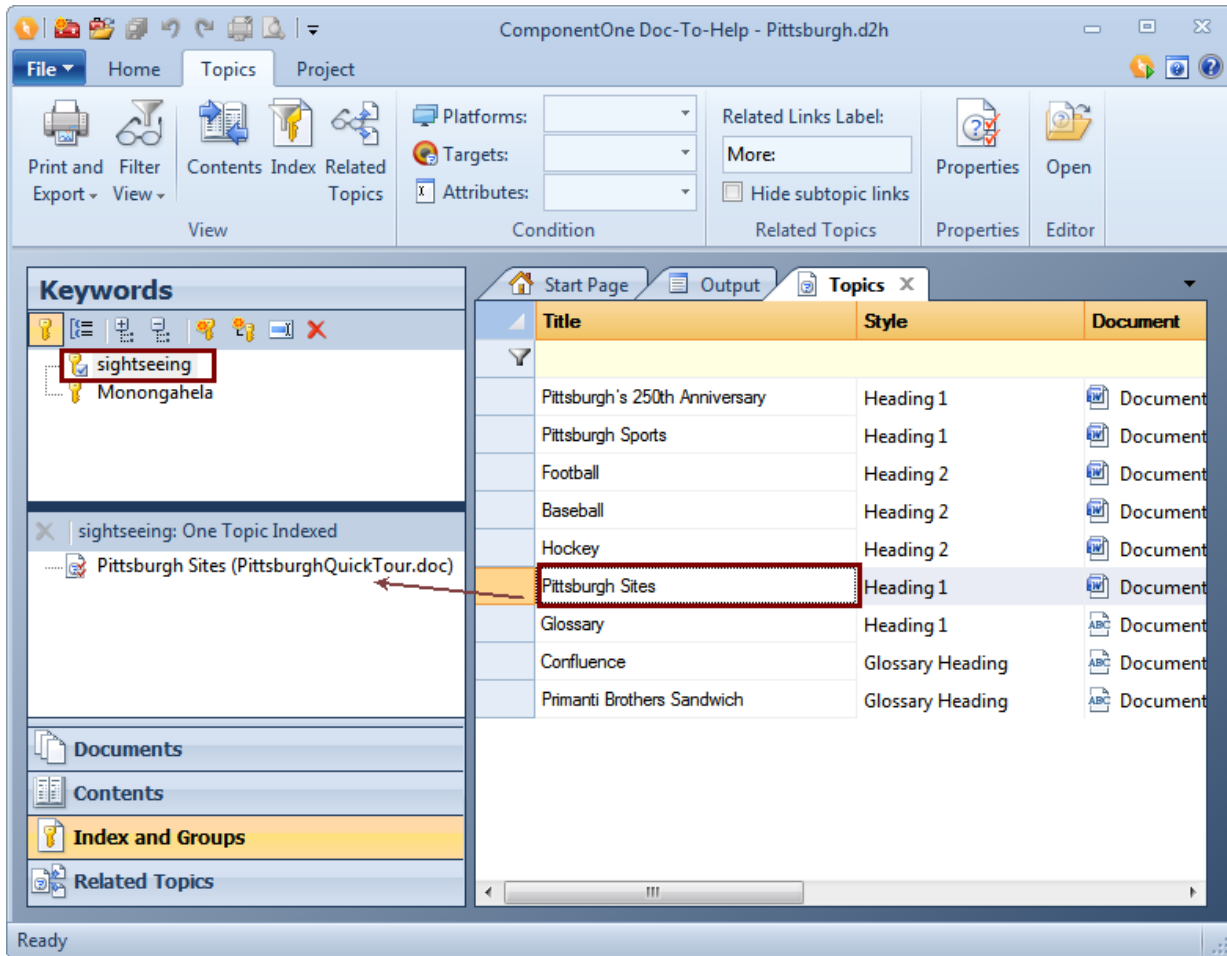 ComponentOne Doc-To-Help - Pittsburgh.d2h
File Home Topics Project
Print and Export
Filter View
Contents
Index
Related Topics
View
Platforms:
Targets:
Attributes:
Condition
Related Links Label:
More:
Hide subtopic links
Related Topics
Properties
Properties
Open
Editor
Keywords
sightseeing
Monongahela
sightseeing: One Topic Indexed
Pittsburgh Sites (PittsburghQuickTour.doc)
Documents
Contents
Index and Groups
Related Topics
Start Page Output Topics
Title Style Document
Pittsburgh's 250th Anniversary Heading 1 Document
Pittsburgh Sports Heading 1 Document
Football Heading 2 Document
Baseball Heading 2 Document
Hockey Heading 2 Document
Pittsburgh Sites Heading 1 Document
Glossary Heading 1 Document
Confluence Glossary Heading Document
Primanti Brothers Sandwich Glossary Heading Document
Ready